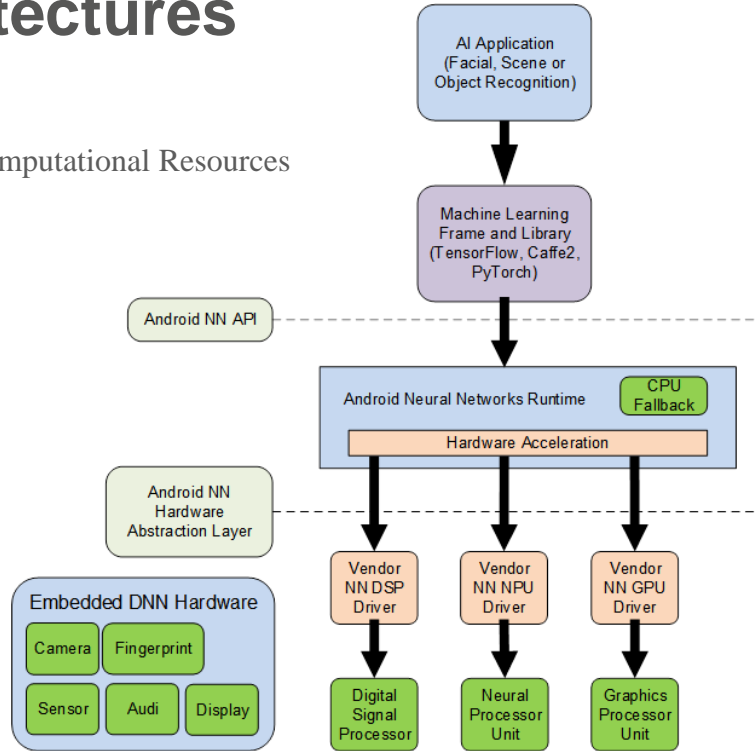 tectures
mputational Resources
AI Application
(Facial, Scene or
Object Recognition)
Machine Learning
Frame and Library
(TensorFlow, Caffe2,
PyTorch)
Android NN API
Android Neural Networks Runtime
CPU
Fallback
Hardware Acceleration
Android NN
Hardware
Abstraction Layer
Vendor
NN DSP
Driver
Vendor
NN NPU
Driver
Vendor
NN GPU
Driver
Embedded DNN Hardware
Camera
Fingerprint
Sensor
Audi
Display
Digital
Signal
Processor
Neural
Processor
Unit
Graphics
Processor
Unit